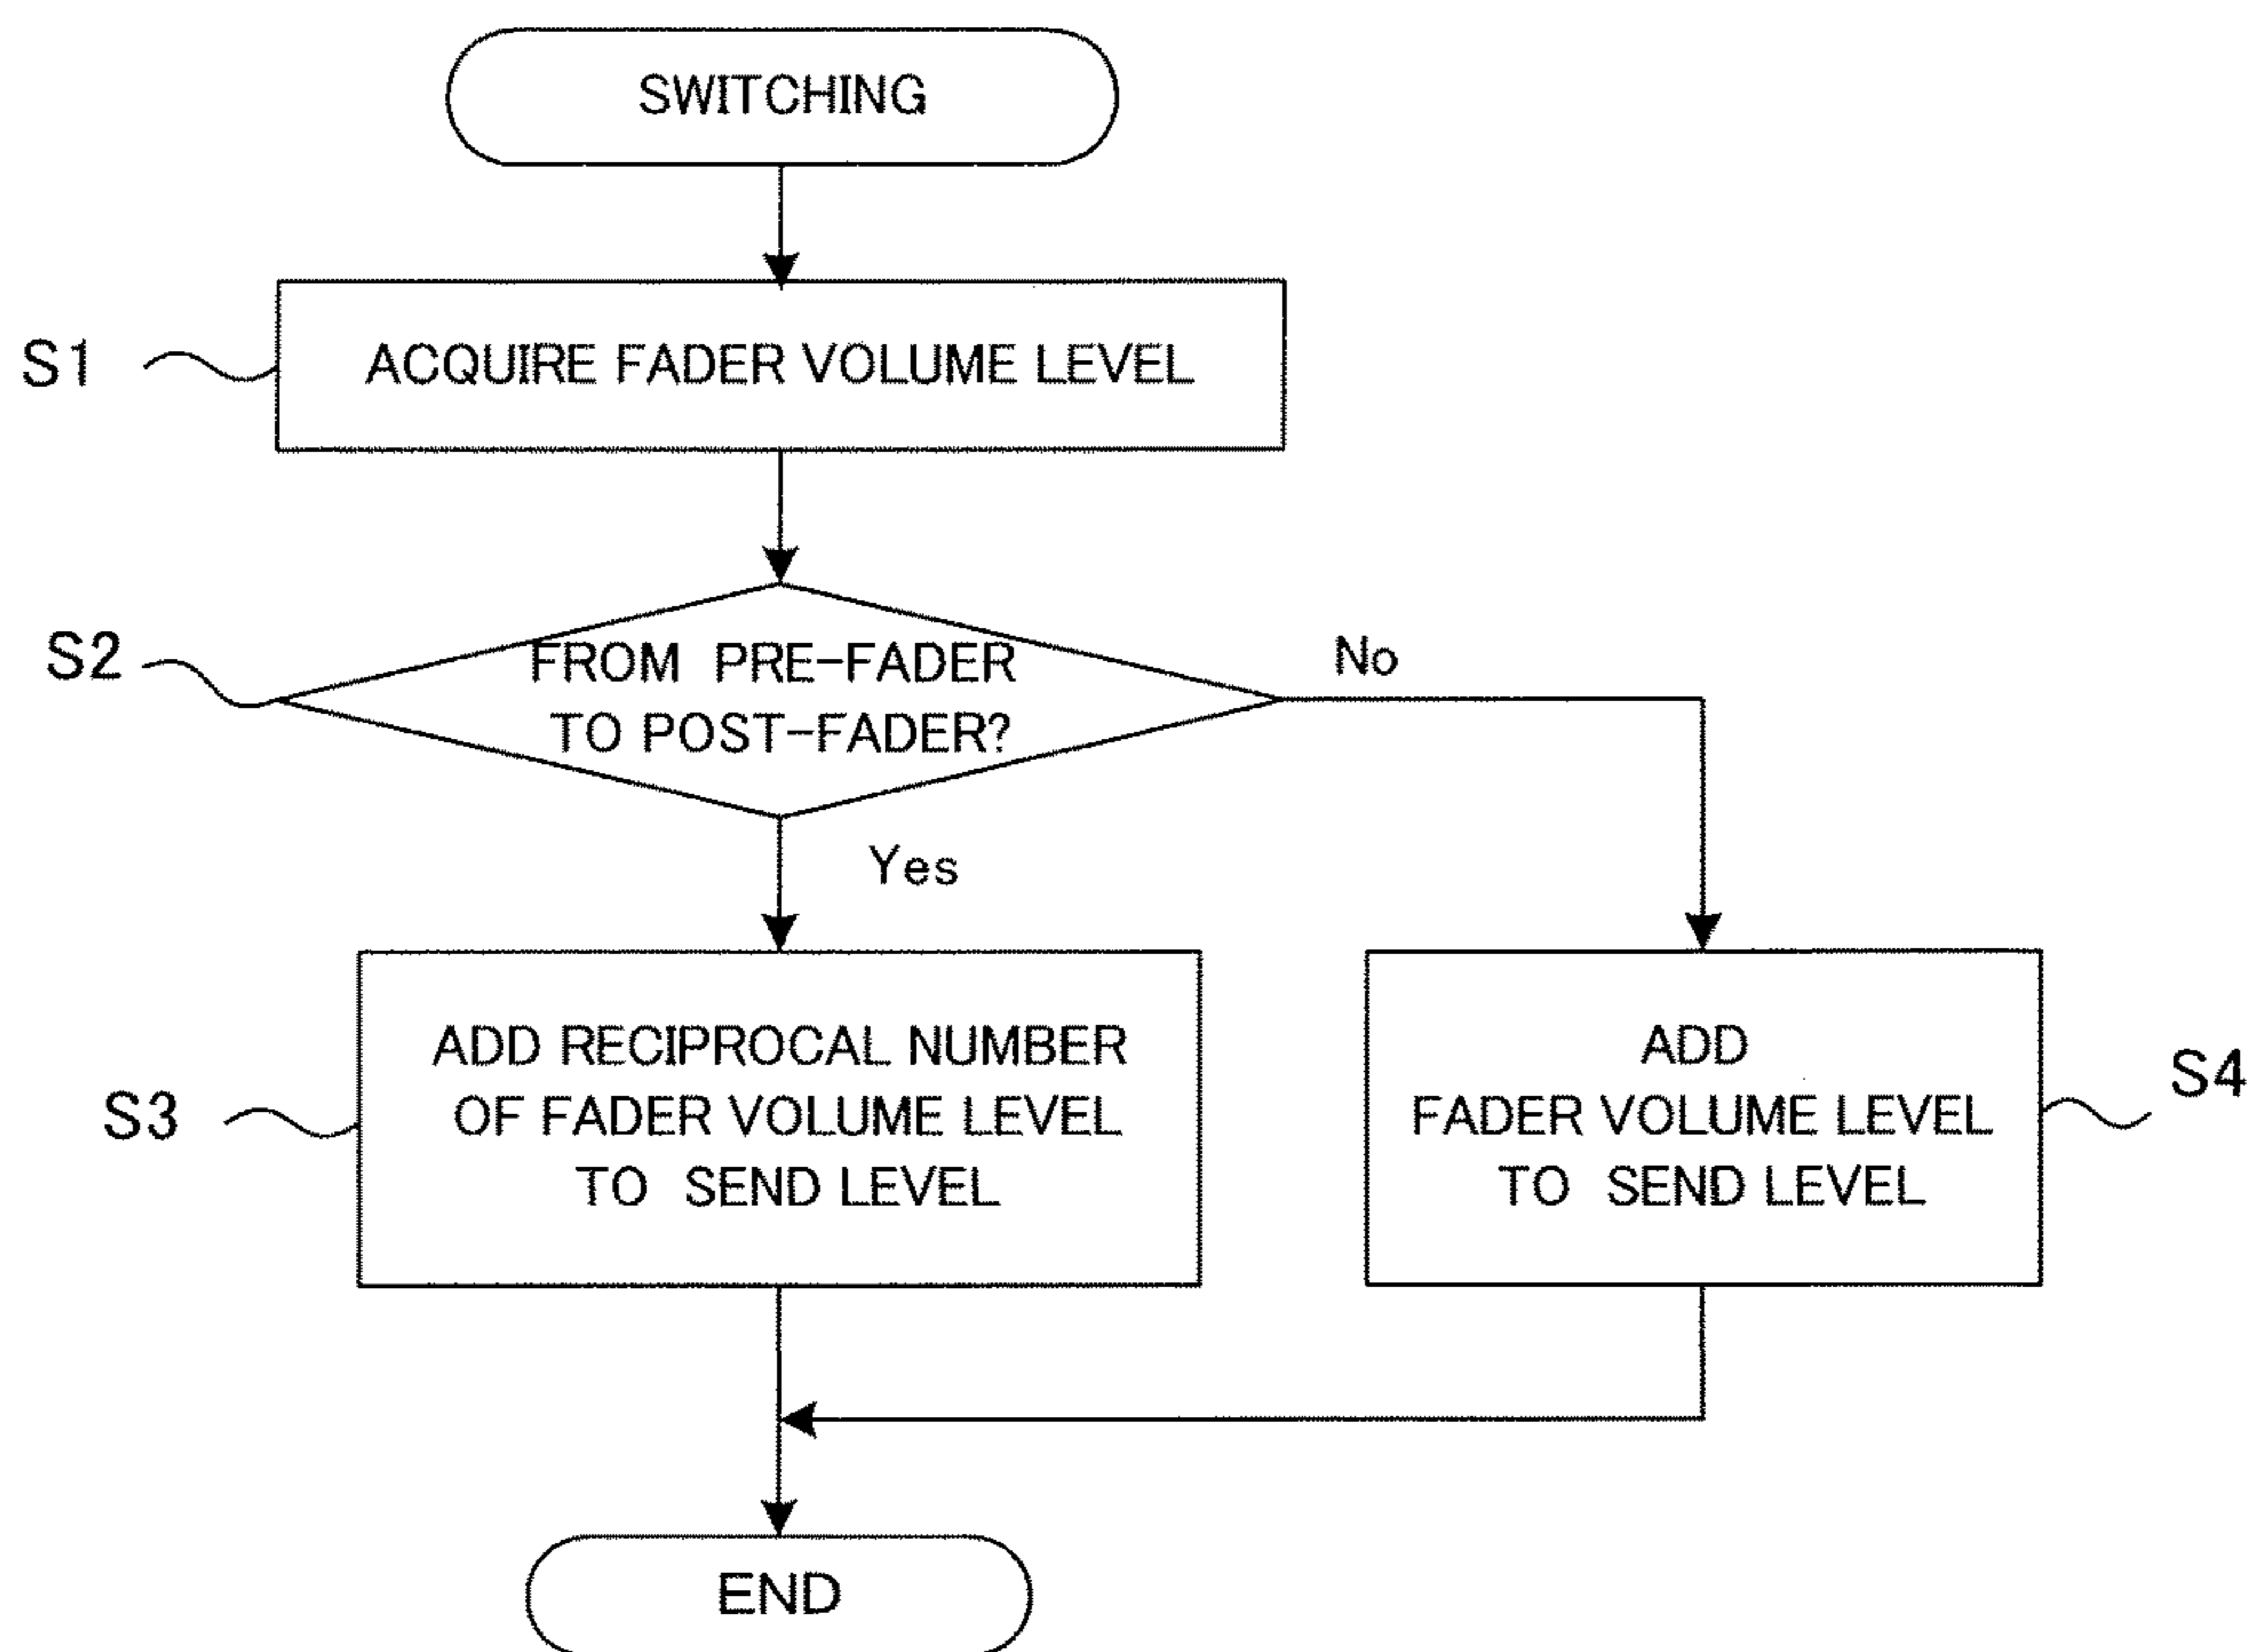 SWITCHING
S1
ACQUIRE FADER VOLUME LEVEL
S2
FROM PRE-FADER
TO POST-FADER?
No
Yes
S3
ADD RECIPROCAL NUMBER
OF FADER VOLUME LEVEL
TO SEND LEVEL
ADD
FADER VOLUME LEVEL
TO SEND LEVEL
S4
END